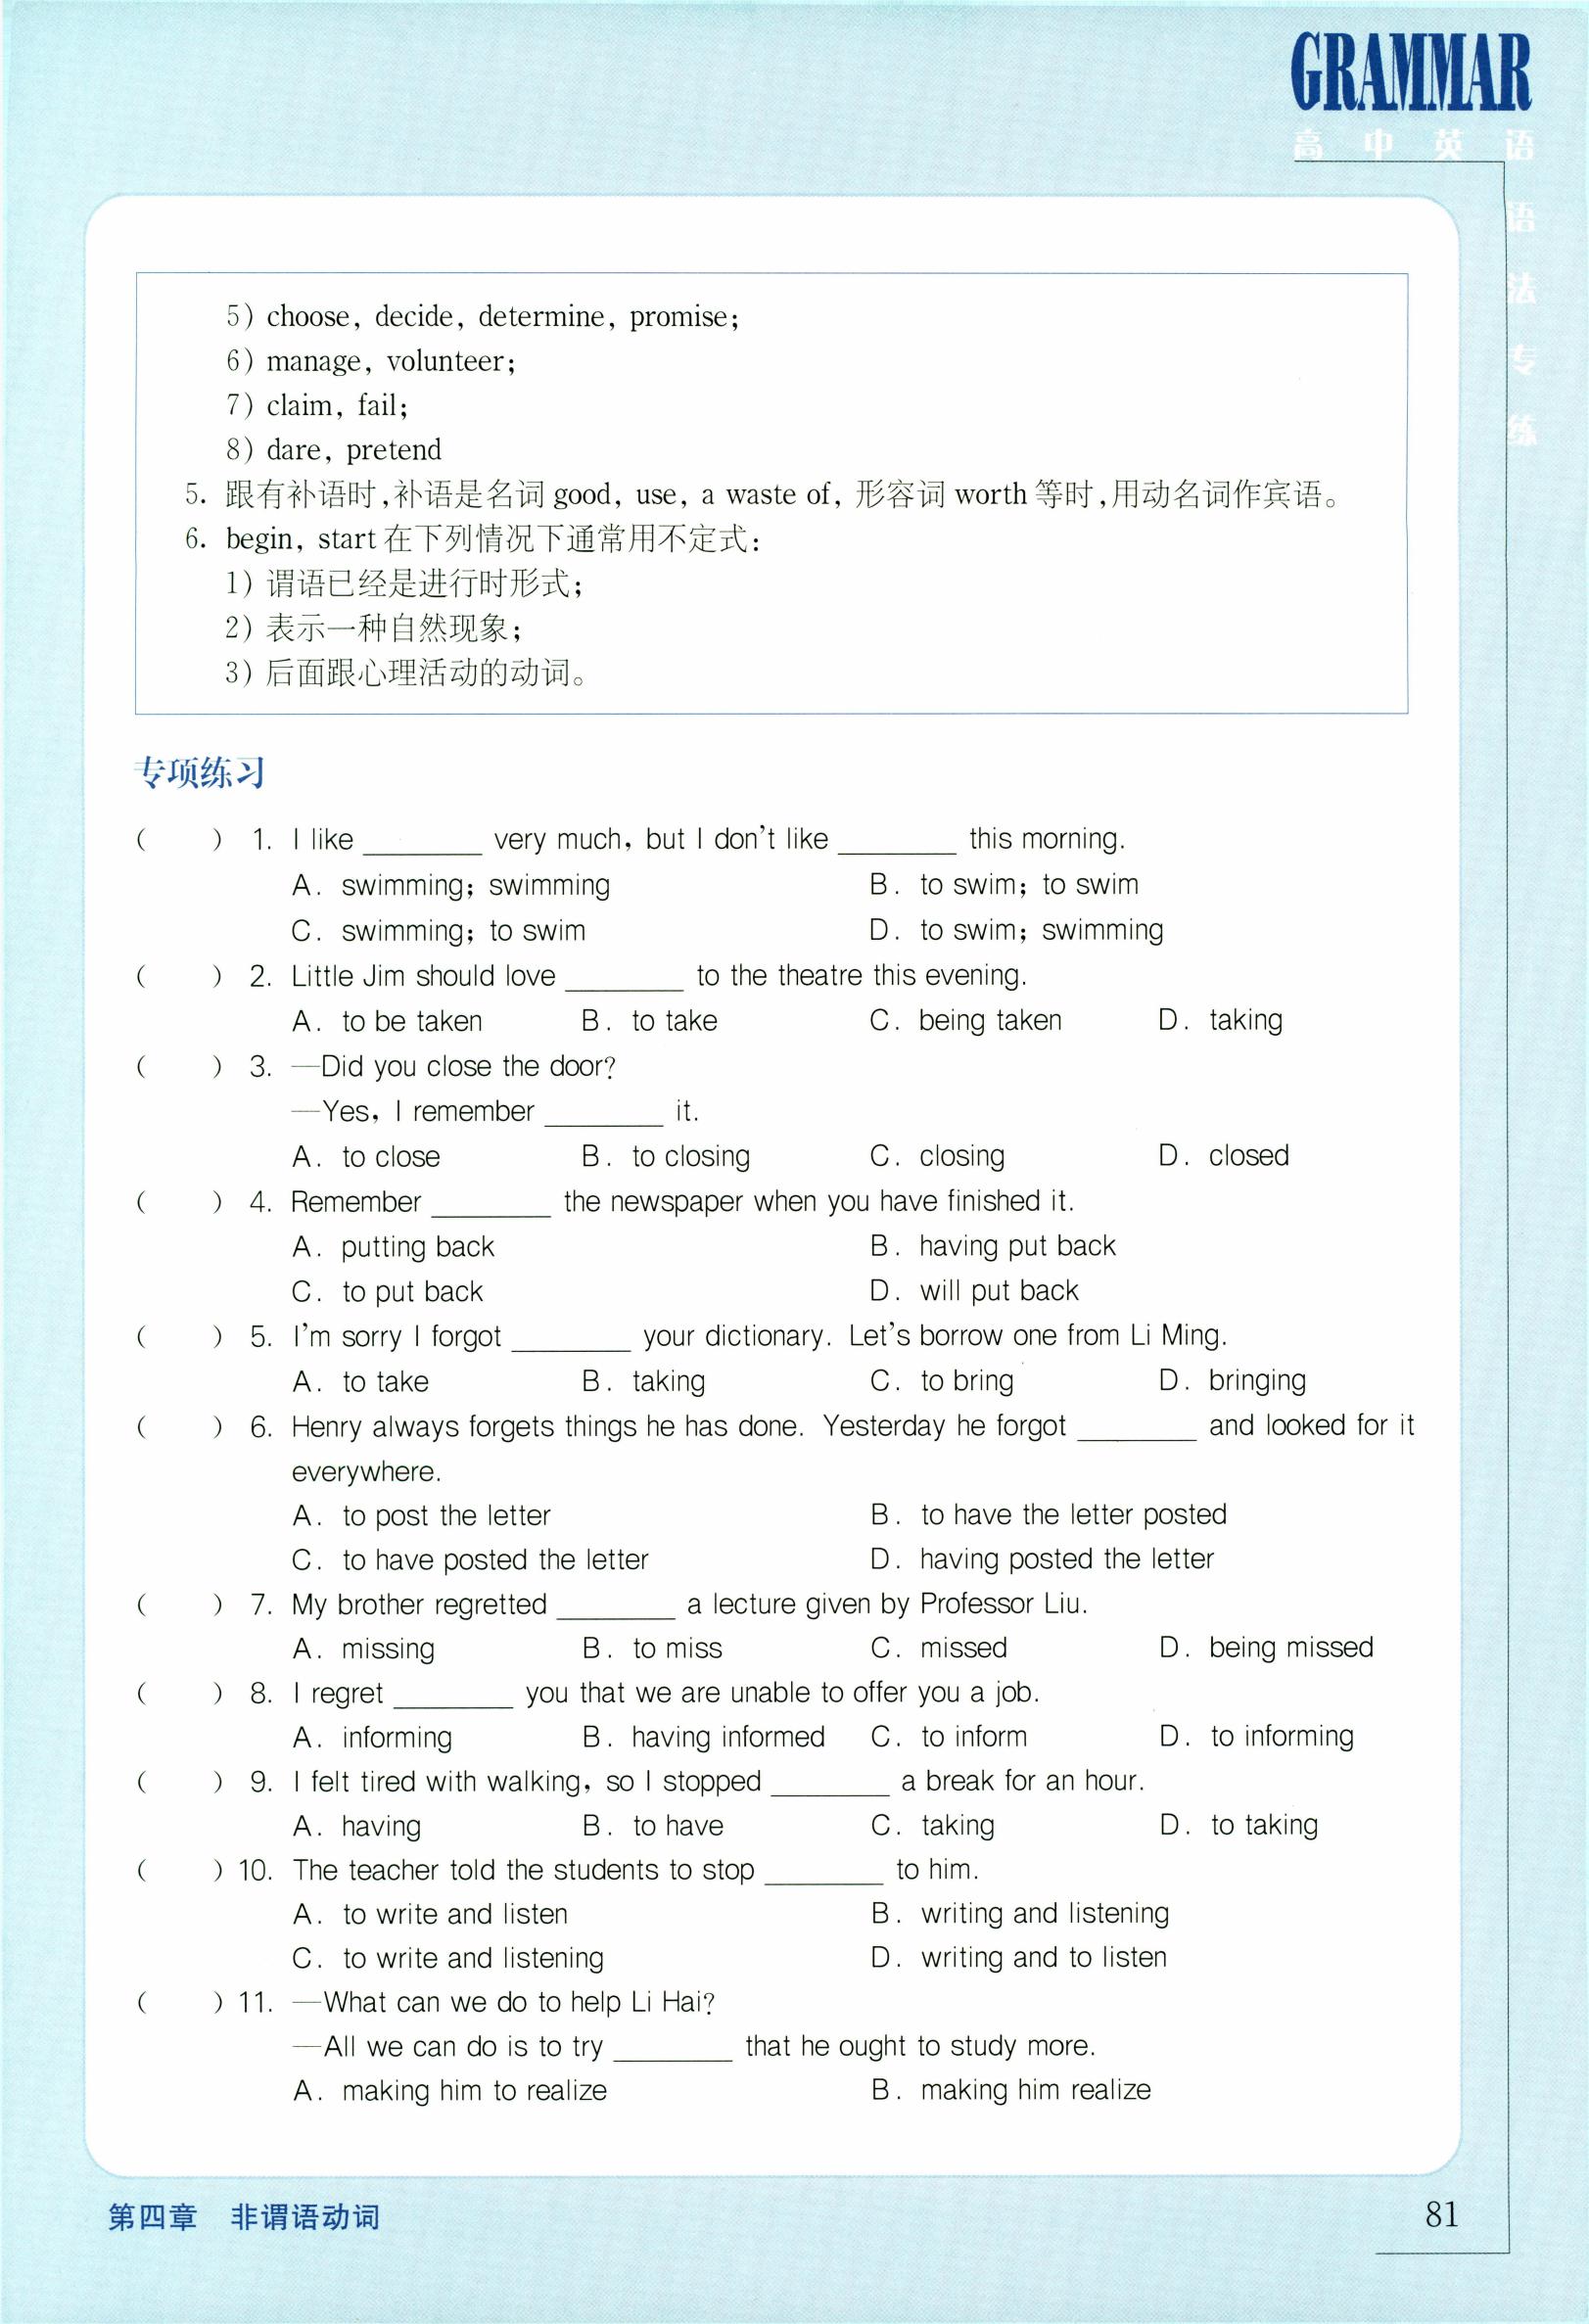 GRAMMAR
高中英语
语
法
专
练
5) choose, decide, determine, promise;
6) manage, volunteer;
7) claim, fail;
8) dare, pretend
5. 跟有补语时,补语是名词 good, use, a waste of, 形容词 worth 等时,用动名词作宾语。
6. begin, start 在下列情况下通常用不定式:
1) 谓语已经是进行时形式;
2) 表示一种自然现象;
3) 后面跟心理活动的动词。
专项练习
(    ) 1. I like ________ very much, but I don't like ________ this morning.
A. swimming; swimming B. to swim; to swim
C. swimming; to swim D. to swim; swimming
(    ) 2. Little Jim should love ________ to the theatre this evening.
A. to be taken B. to take C. being taken D. taking
(    ) 3. —Did you close the door?
—Yes, I remember ________ it.
A. to close B. to closing C. closing D. closed
(    ) 4. Remember ________ the newspaper when you have finished it.
A. putting back B. having put back
C. to put back D. will put back
(    ) 5. I'm sorry I forgot ________ your dictionary. Let's borrow one from Li Ming.
A. to take B. taking C. to bring D. bringing
(    ) 6. Henry always forgets things he has done. Yesterday he forgot ________ and looked for it
everywhere.
A. to post the letter B. to have the letter posted
C. to have posted the letter D. having posted the letter
(    ) 7. My brother regretted ________ a lecture given by Professor Liu.
A. missing B. to miss C. missed D. being missed
(    ) 8. I regret ________ you that we are unable to offer you a job.
A. informing B. having informed C. to inform D. to informing
(    ) 9. I felt tired with walking, so I stopped ________ a break for an hour.
A. having B. to have C. taking D. to taking
(    ) 10. The teacher told the students to stop ________ to him.
A. to write and listen B. writing and listening
C. to write and listening D. writing and to listen
(    ) 11. —What can we do to help Li Hai?
—All we can do is to try ________ that he ought to study more.
A. making him to realize B. making him realize
第四章 非谓语动词 81